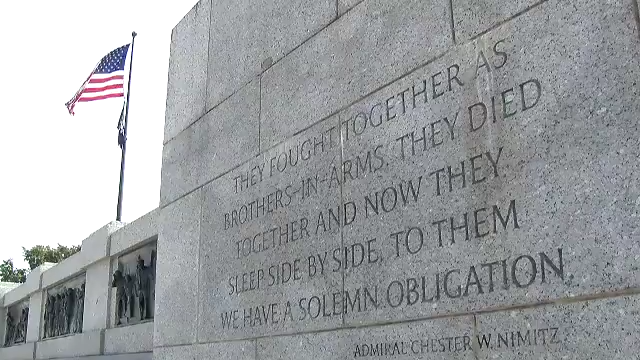 THEY FOUGHT TOGETHER AS
BROTHERS-IN-ARMS. THEY DIED
TOGETHER AND NOW THEY
SLEEP SIDE BY SIDE. TO THEM
WE HAVE A SOLEMN OBLIGATION.
ADMIRAL CHESTER W. NIMITZ